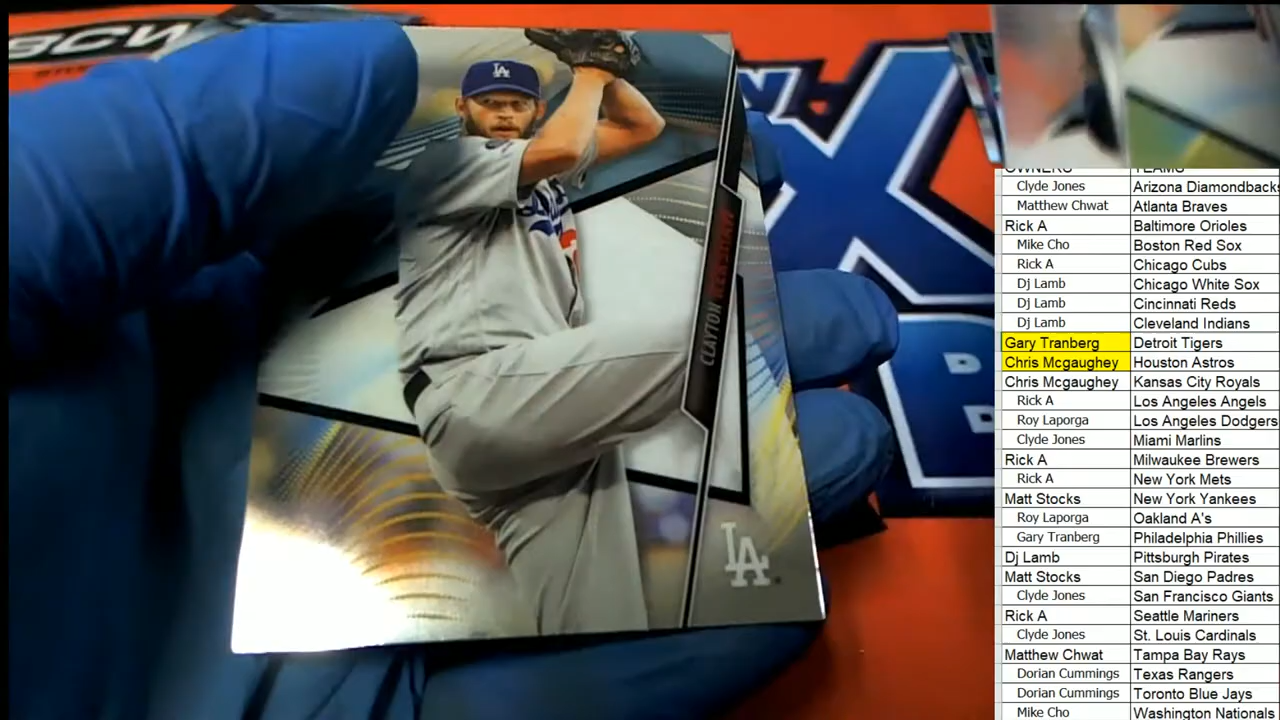 BCW
LA
CLAYTON KERSHAW
LA
OWNERS TEAMS
Clyde Jones Arizona Diamondback
Matthew Chwat Atlanta Braves
Rick A Baltimore Orioles
Mike Cho Boston Red Sox
Rick A Chicago Cubs
Dj Lamb Chicago White Sox
Dj Lamb Cincinnati Reds
Dj Lamb Cleveland Indians
Gary Tranberg Detroit Tigers
Chris Mcgaughey Houston Astros
Chris Mcgaughey Kansas City Royals
Rick A Los Angeles Angels
Roy Laporga Los Angeles Dodgers
Clyde Jones Miami Marlins
Rick A Milwaukee Brewers
Rick A New York Mets
Matt Stocks New York Yankees
Roy Laporga Oakland A's
Gary Tranberg Philadelphia Phillies
Dj Lamb Pittsburgh Pirates
Matt Stocks San Diego Padres
Clyde Jones San Francisco Giants
Rick A Seattle Mariners
Clyde Jones St. Louis Cardinals
Matthew Chwat Tampa Bay Rays
Dorian Cummings Texas Rangers
Dorian Cummings Toronto Blue Jays
Mike Cho Washington Nationals